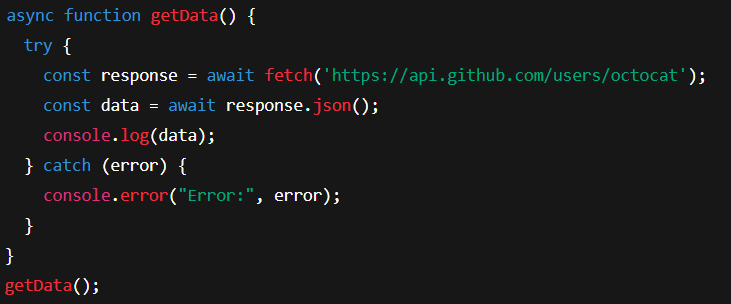 async function getData() {
  try {
    const response = await fetch('https://api.github.com/users/octocat');
    const data = await response.json();
    console.log(data);
  } catch (error) {
    console.error("Error:", error);
  }
}
getData();